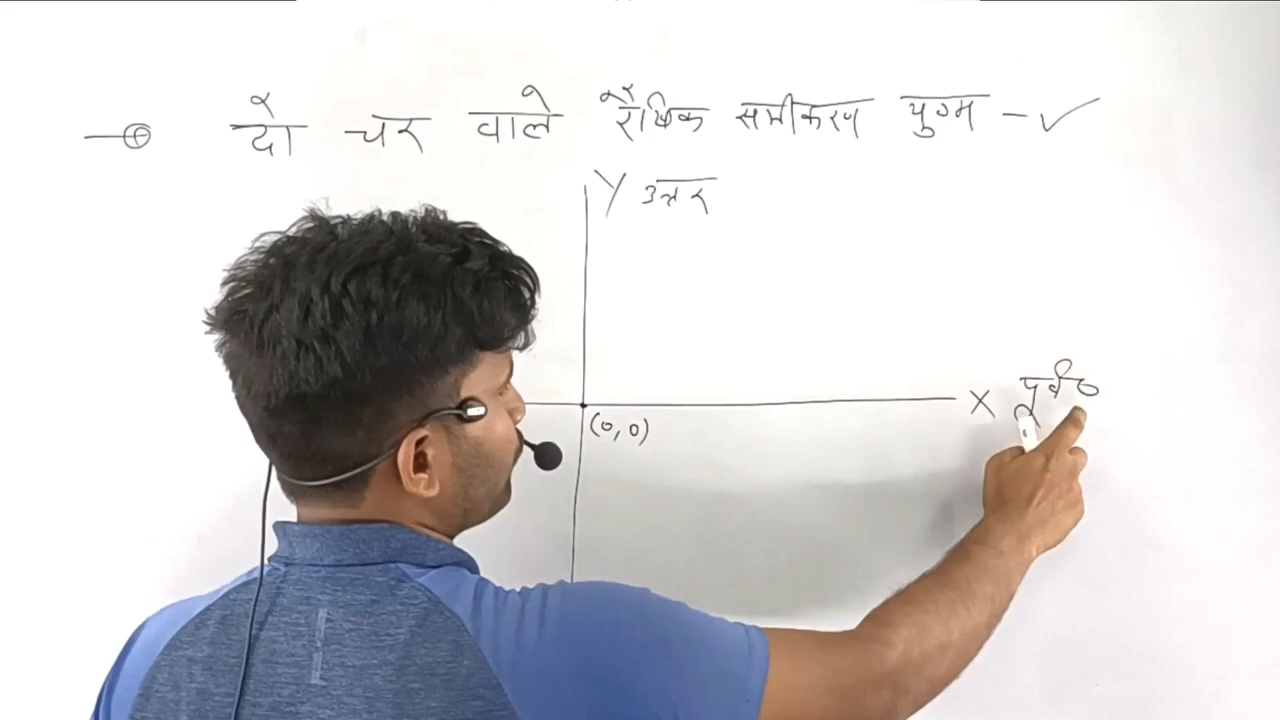 दो चर वाले रैखिक समीकरण युग्म -
Y उत्तर
X पूर्व
(0,0)